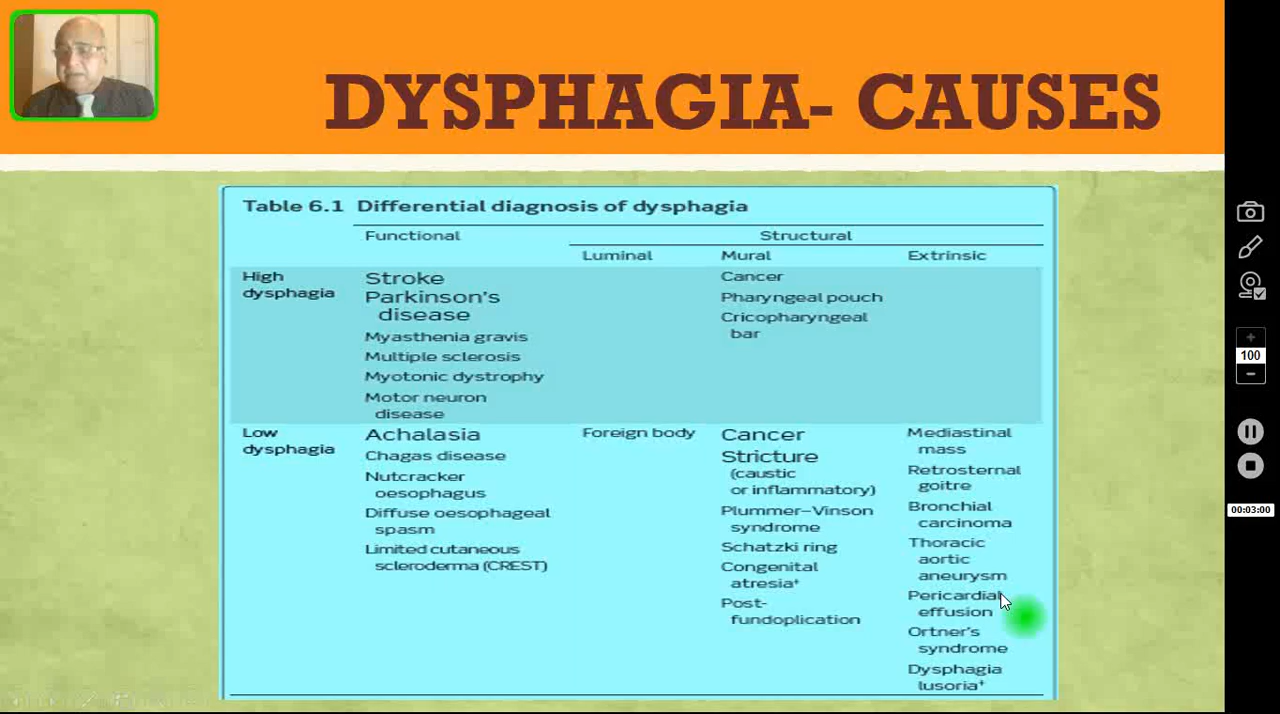 DYSPHAGIA- CAUSES
Table 6.1 Differential diagnosis of dysphagia
Functional
Structural
Luminal
Mural
Extrinsic
High
dysphagia
Stroke
Parkinson's
disease
Myasthenia gravis
Multiple sclerosis
Myotonic dystrophy
Motor neuron
disease
Cancer
Pharyngeal pouch
Cricopharyngeal
bar
Low
dysphagia
Achalasia
Chagas disease
Nutcracker
oesophagus
Diffuse oesophageal
spasm
Limited cutaneous
scleroderma (CREST)
Foreign body
Cancer
Stricture
(caustic
or inflammatory)
Plummer–Vinson
syndrome
Schatzki ring
Congenital
atresia⁺
Post-
fundoplication
Mediastinal
mass
Retrosternal
goitre
Bronchial
carcinoma
Thoracic
aortic
aneurysm
Pericardial
effusion
Ortner's
syndrome
Dysphagia
lusoria⁺
100
00:03:00